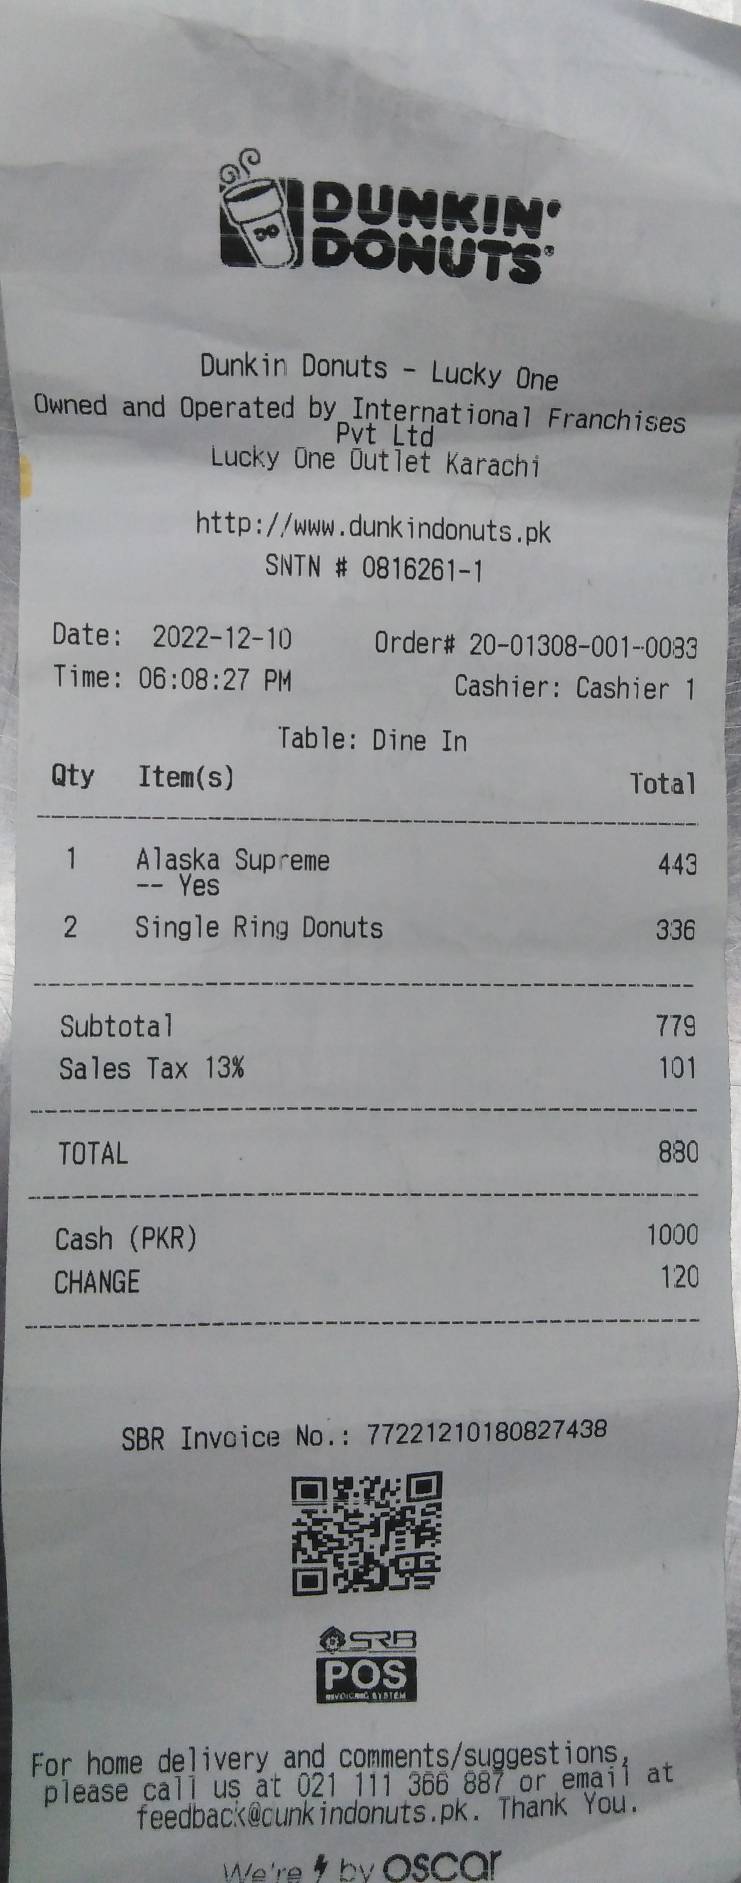 DUNKIN'
DONUTS®
Dunkin Donuts - Lucky One
Owned and Operated by International Franchises
Pvt Ltd
Lucky One Outlet Karachi
http://www.dunkindonuts.pk
SNTN # 0816261-1
Date: 2022-12-10 Order# 20-01308-001-0083
Time: 06:08:27 PM Cashier: Cashier 1
Table: Dine In
Qty Item(s) Total
1 Alaska Supreme 443
-- Yes
2 Single Ring Donuts 336
Subtotal 779
Sales Tax 13% 101
TOTAL 880
Cash (PKR) 1000
CHANGE 120
SBR Invoice No.: 77221210180827438
SRB
POS
INVOICING SYSTEM
For home delivery and comments/suggestions,
please call us at 021 111 366 887 or email at
feedback@dunkindonuts.pk. Thank You.
We're by OSCAR